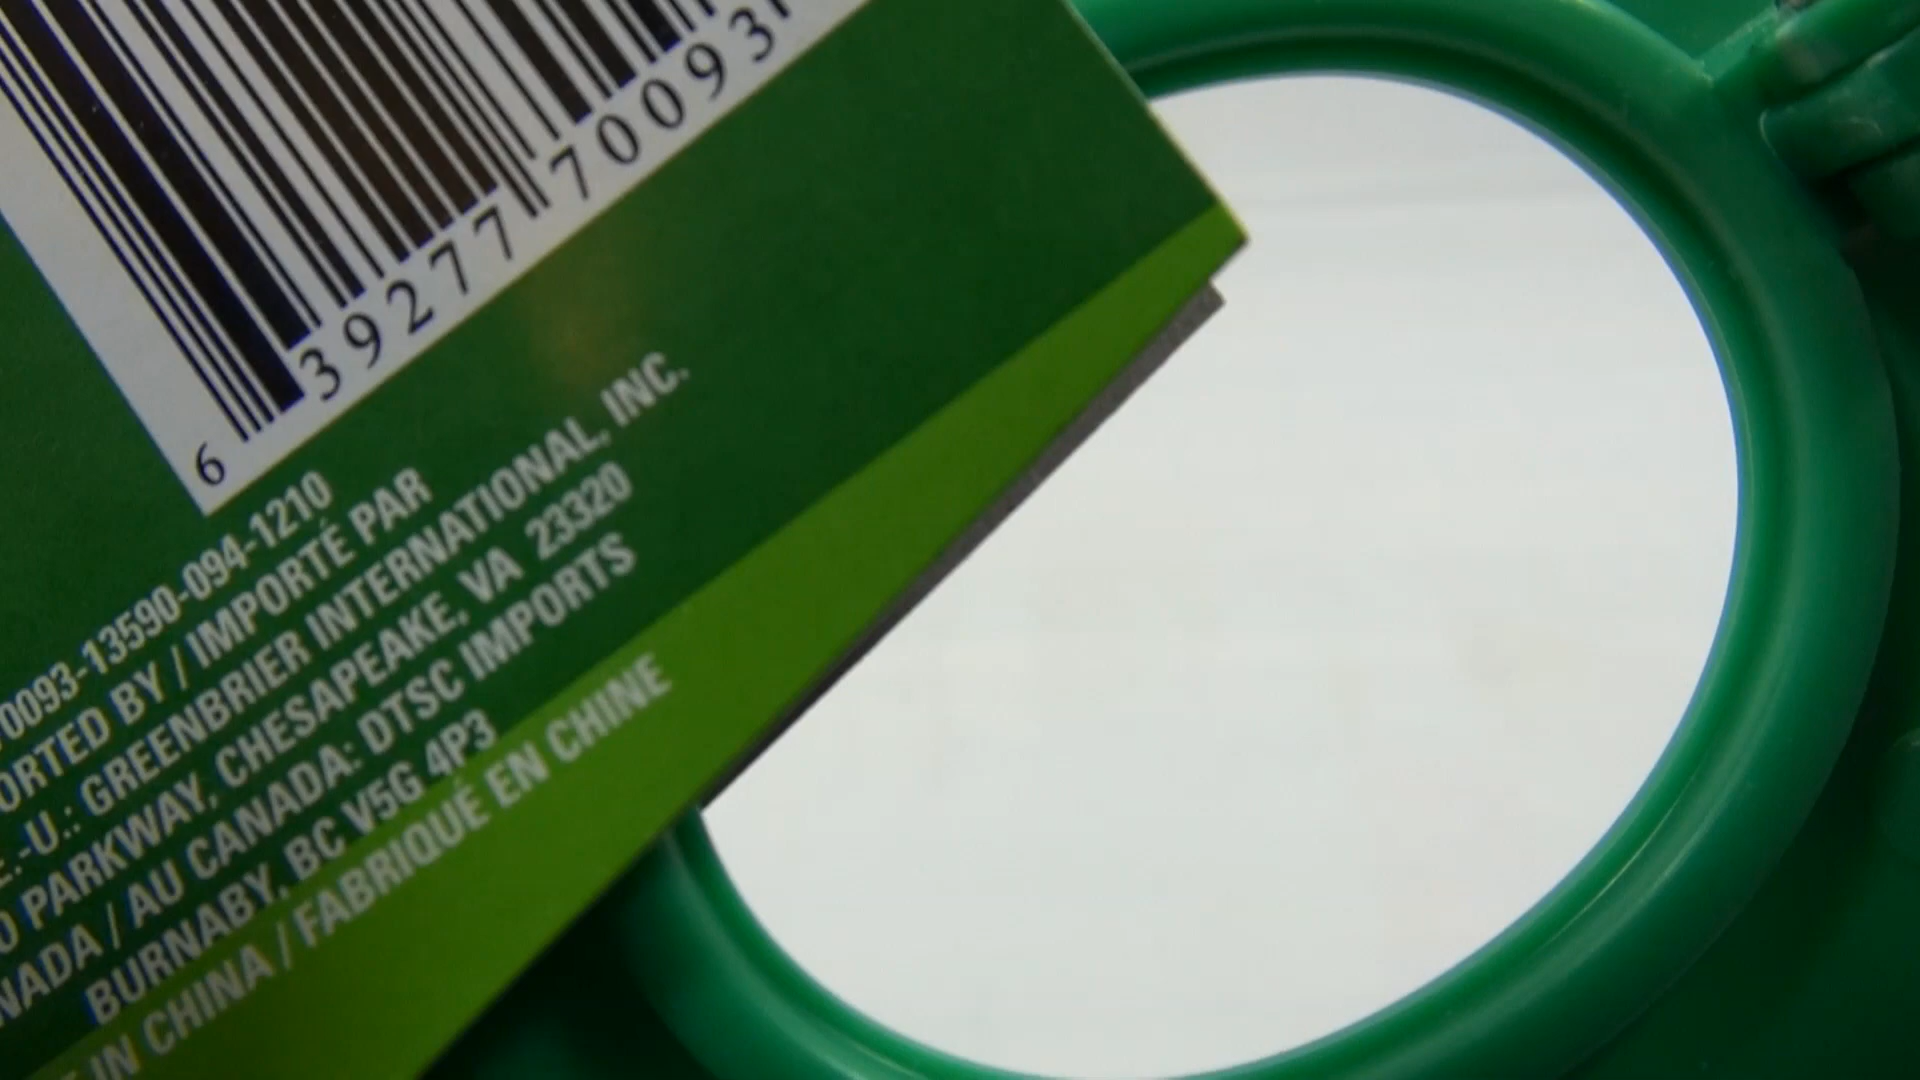 6 39277 70093
0093-13590-094-1210
ORTED BY / IMPORTÉ PAR
E.-U.: GREENBRIER INTERNATIONAL, INC.
PARKWAY, CHESAPEAKE, VA 23320
NADA / AU CANADA: DTSC IMPORTS
BURNABY, BC V5G 4P3
IN CHINA / FABRIQUÉ EN CHINE